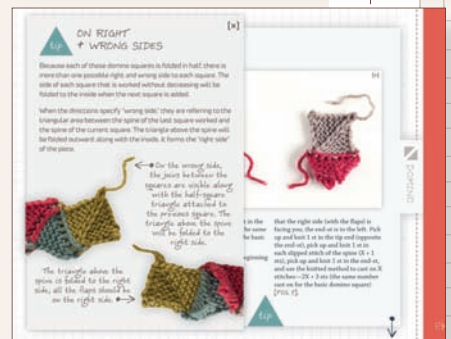 [x]
tip
ON RIGHT
+ WRONG SIDES
Because each of these domino squares is folded in half, there is
more than one possible right and wrong side to each square. The
side of each square that is worked without decreasing will be
folded to the inside when the next square is added.
When the directions specify "wrong side," they are referring to the
triangular area between the spine of the last square worked and
the spine of the current square. The triangle above the spine will
be folded outward along with the inside, it forms the "right side"
of the piece.
On the wrong side,
the joins between the
squares are visible along
with the half-square
triangle attached to
the previous square. The
triangle above the spine
will be folded to the
right side.
The triangle above the
spine is folded to the right
side; all the flaps should be
on the right side.
that the right side (with the flaps) is
facing you, the end-st is to the left. Pick
up and knit 1 st in the tip end (opposite
the end-st), pick up and knit 1 st in
each slipped stitch of the spine (X + 1
sts), pick up and knit 1 st in the end-st,
and use the knitted method to cast on X
stitches—2X + 3 sts (the same number
cast on for the basic domino square)
tip
DOMINO